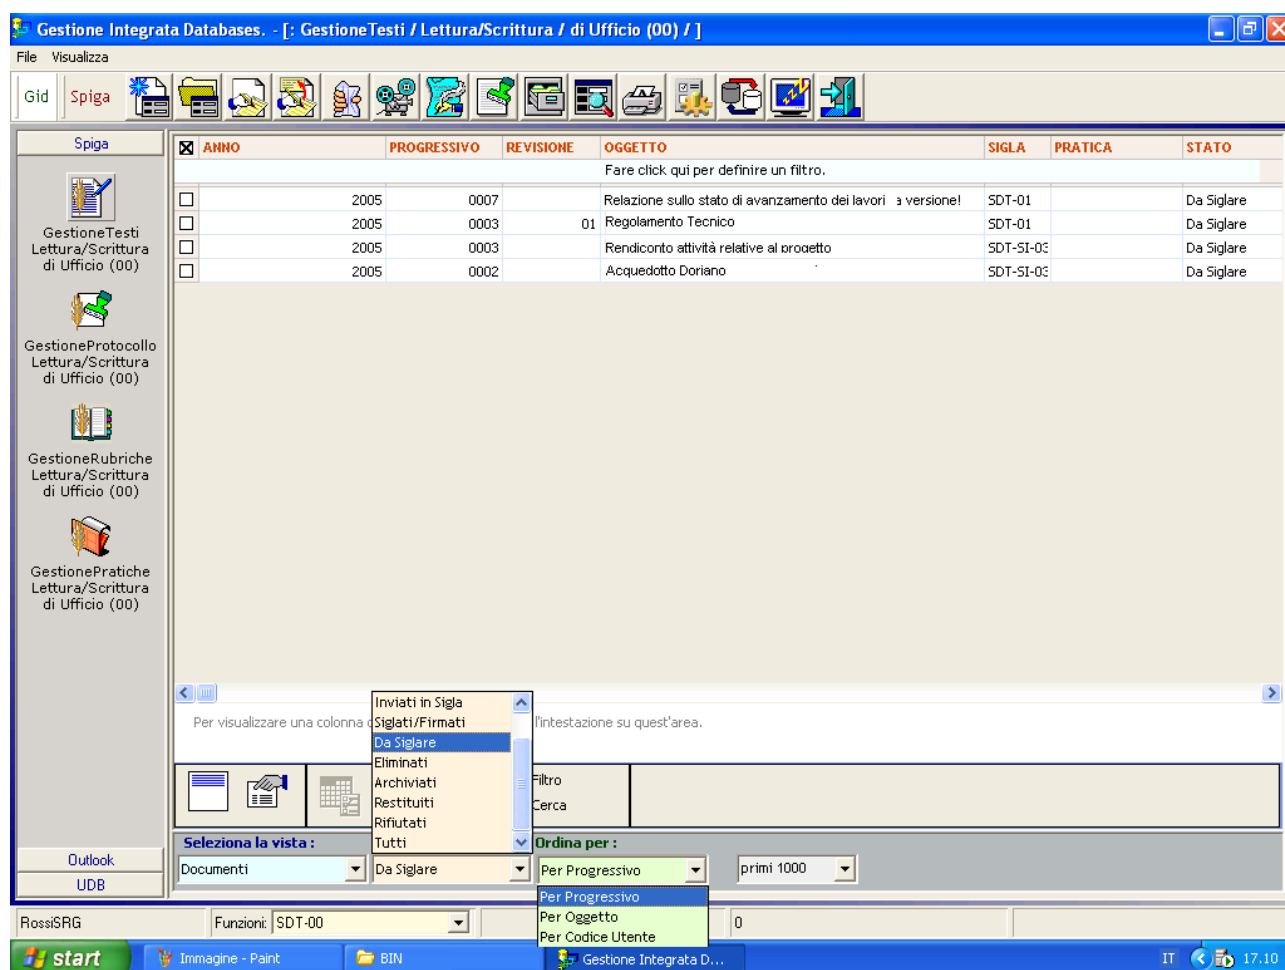 Gestione Integrata Databases. - [: GestioneTesti / Lettura/Scrittura / di Ufficio (00) / ]
File Visualizza
Gid Spiga
Spiga
GestioneTesti
Lettura/Scrittura
di Ufficio (00)
GestioneProtocollo
Lettura/Scrittura
di Ufficio (00)
GestioneRubriche
Lettura/Scrittura
di Ufficio (00)
GestionePratiche
Lettura/Scrittura
di Ufficio (00)
Outlook
UDB
ANNO PROGRESSIVO REVISIONE OGGETTO SIGLA PRATICA STATO
Fare click qui per definire un filtro.
2005 0007 Relazione sullo stato di avanzamento dei lavori a versione! SDT-01 Da Siglare
2005 0003 01 Regolamento Tecnico SDT-01 Da Siglare
2005 0003 Rendiconto attività relative al progetto SDT-SI-03 Da Siglare
2005 0002 Acquedotto Doriano SDT-SI-03 Da Siglare
Per visualizzare una colonna l'intestazione su quest'area.
Inviati in Sigla
Siglati/Firmati
Da Siglare
Eliminati
Archiviati
Restituiti
Rifiutati
Tutti
Filtro
Cerca
Seleziona la vista : Ordina per :
Documenti Da Siglare Per Progressivo primi 1000
Per Progressivo
Per Oggetto
Per Codice Utente
RossiSRG Funzioni: SDT-00 0
start Immagine - Paint BIN Gestione Integrata D... IT 17.10